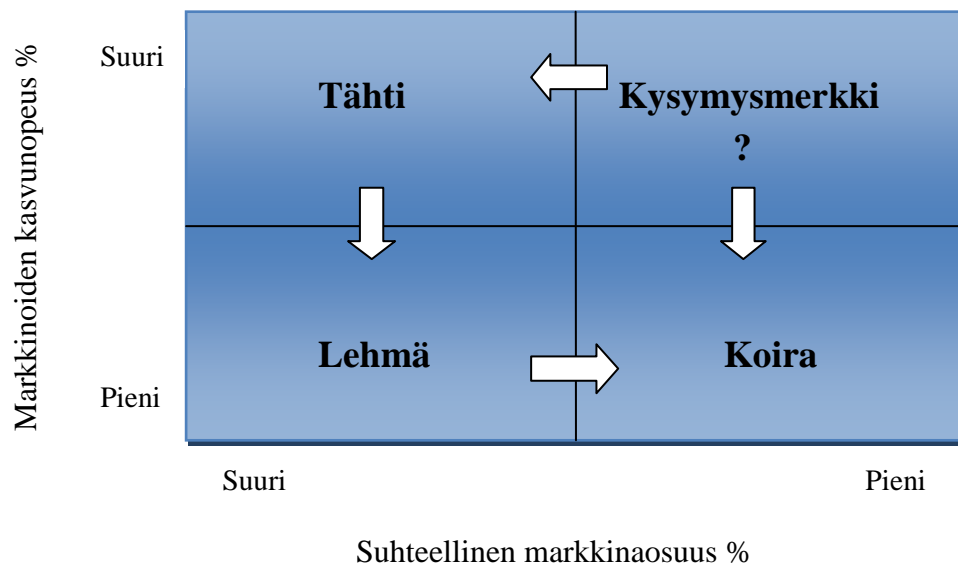 Markkinoiden kasvunopeus %
Suuri
Tähti
Kysymysmerkki
?
Lehmä
Koira
Pieni
Suuri
Pieni
Suhteellinen markkinaosuus %